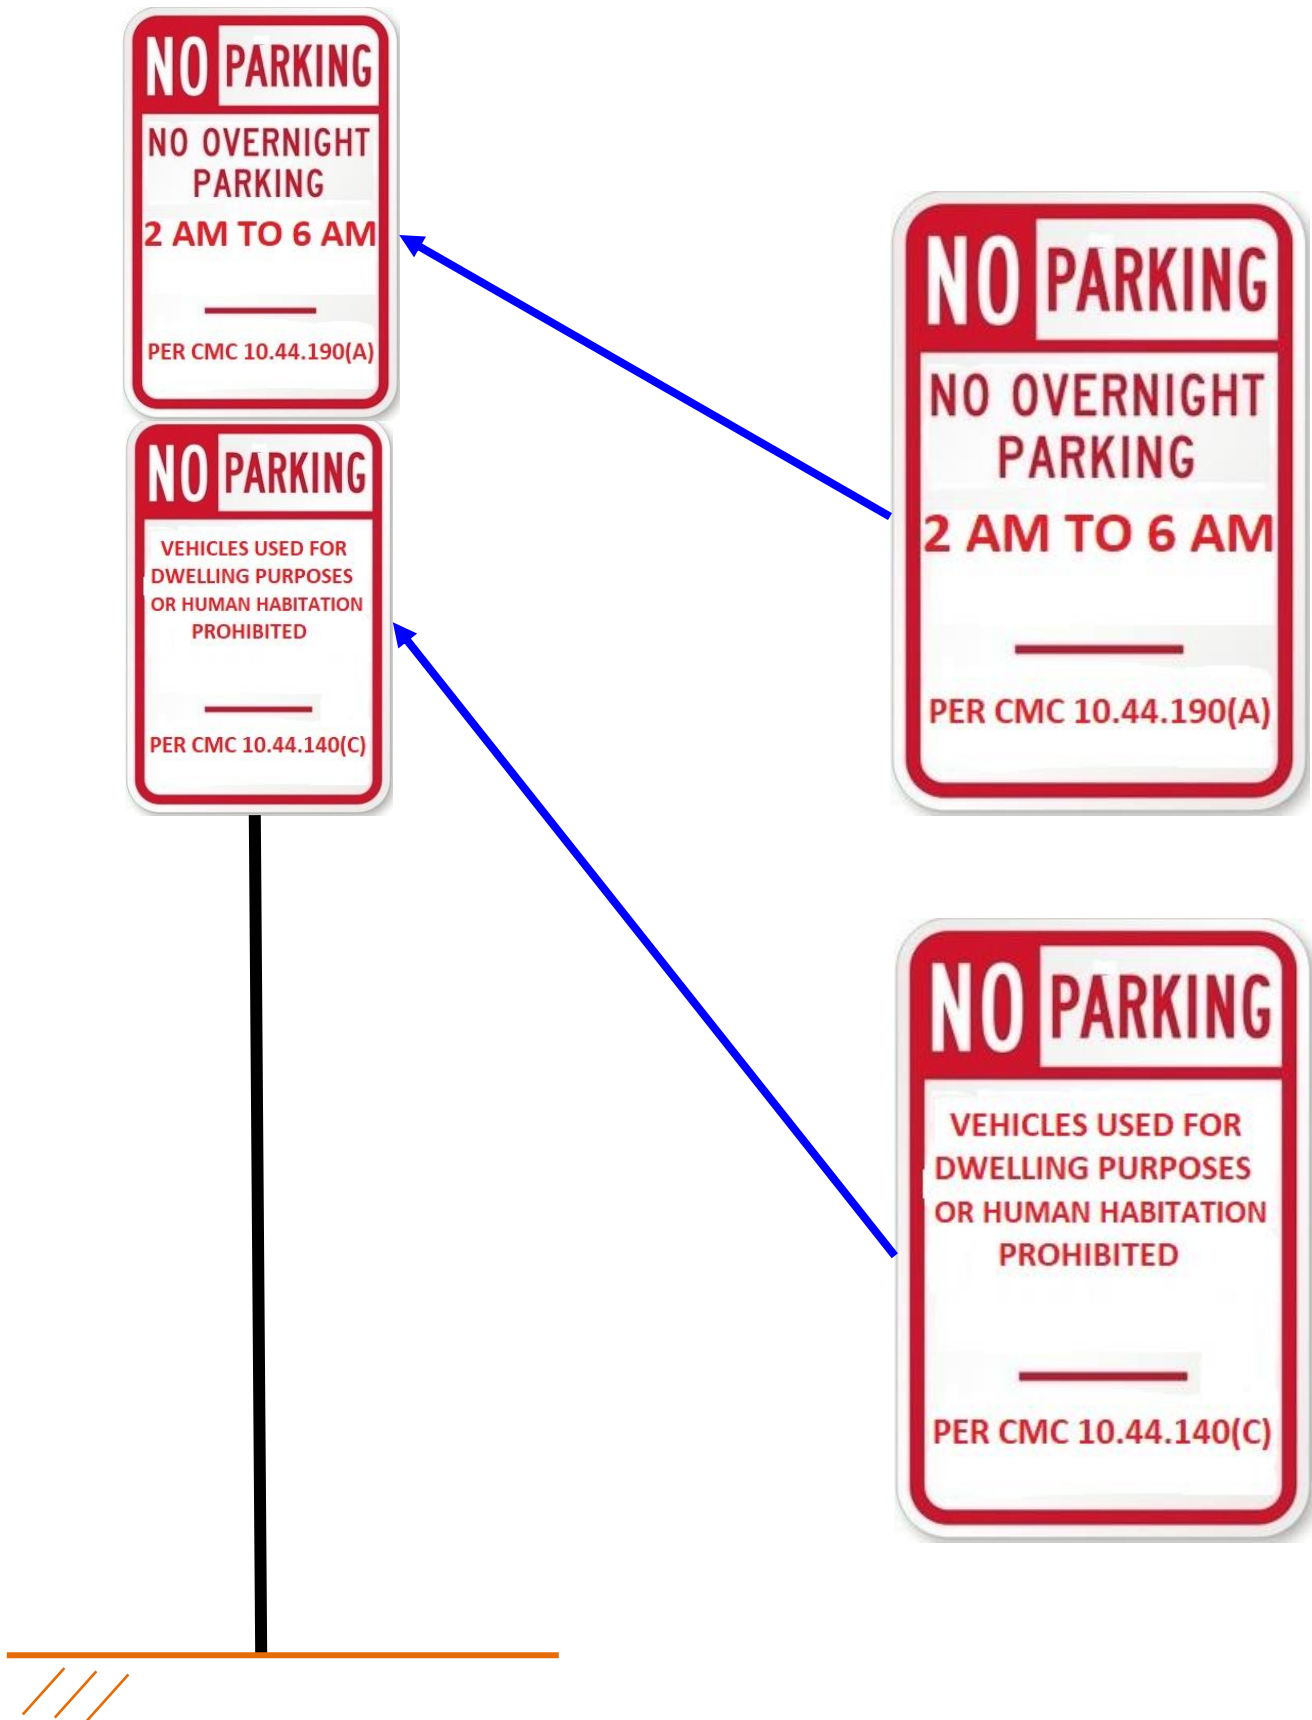 NO PARKING
NO OVERNIGHT
PARKING
2 AM TO 6 AM
PER CMC 10.44.190(A)
NO PARKING
VEHICLES USED FOR
DWELLING PURPOSES
OR HUMAN HABITATION
PROHIBITED
PER CMC 10.44.140(C)
NO PARKING
NO OVERNIGHT
PARKING
2 AM TO 6 AM
PER CMC 10.44.190(A)
NO PARKING
VEHICLES USED FOR
DWELLING PURPOSES
OR HUMAN HABITATION
PROHIBITED
PER CMC 10.44.140(C)